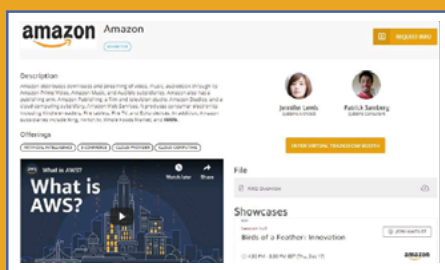 amazon
Amazon
REQUEST INFO
Description
Amazon distributes downloads and streaming of video, music, audiobook through its
Amazon Prime Video, Amazon Music, and Audible subsidiaries. Amazon also has a
publishing arm, Amazon Publishing, a film and television studio, Amazon Studios, and a
cloud computing subsidiary, Amazon Web Services. It produces consumer electronics
including Kindle e-readers, Fire tablets, Fire TV, and Echo devices. In addition, Amazon
subsidiaries include Ring, Twitch.tv, Whole Foods Market, and IMDb.
Jennifer Lewis
Patrick Samberg
Offerings
ARTIFICIAL INTELLIGENCE
E-COMMERCE
CLOUD PROVIDER
CLOUD COMPUTING
ENTER VIRTUAL TRADESHOW BOOTH
What is AWS?
Watch later
Share
What is
AWS?
File
FAQ Overview
Showcases
Birds of a Feather: Innovation
JOIN WAITLIST
amazon